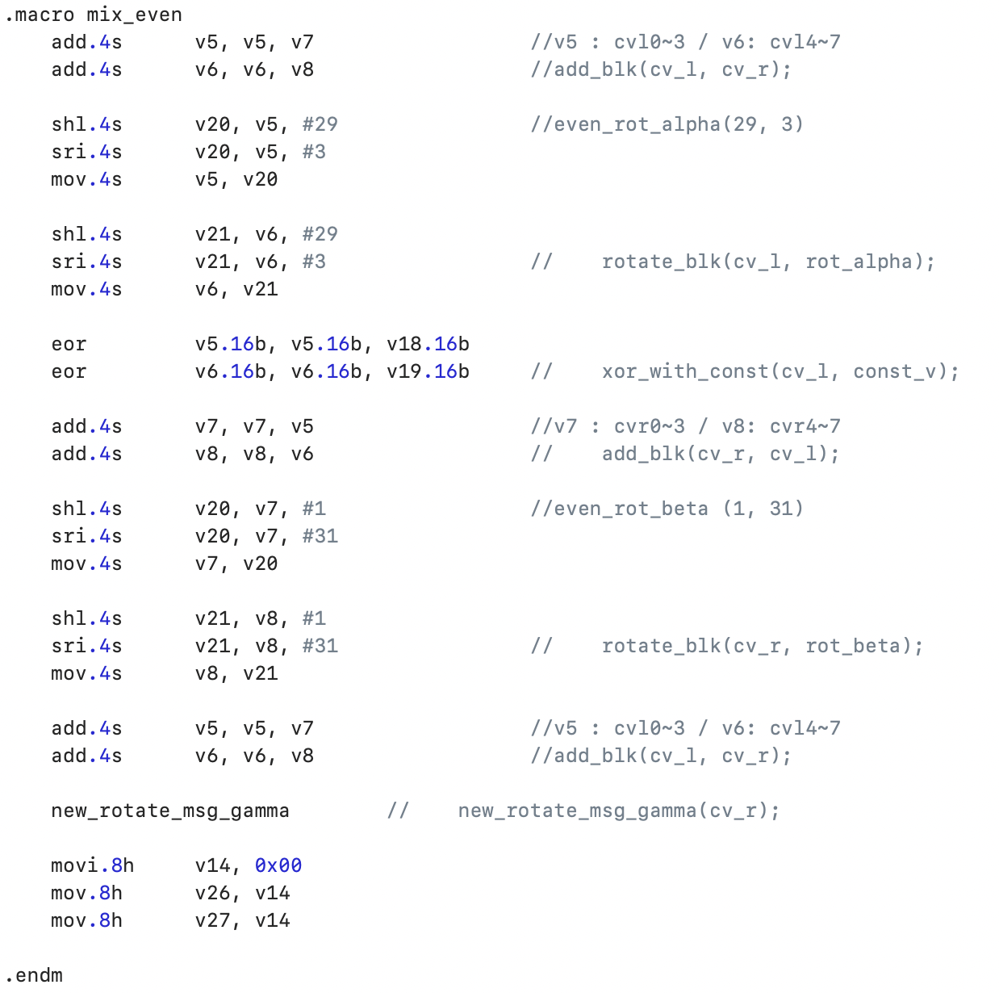 .macro mix_even
    add.4s      v5, v5, v7                  //v5 : cvl0~3 / v6: cvl4~7
    add.4s      v6, v6, v8                  //add_blk(cv_l, cv_r);

    shl.4s      v20, v5, #29                //even_rot_alpha(29, 3)
    sri.4s      v20, v5, #3
    mov.4s      v5, v20

    shl.4s      v21, v6, #29
    sri.4s      v21, v6, #3                 //    rotate_blk(cv_l, rot_alpha);
    mov.4s      v6, v21

    eor         v5.16b, v5.16b, v18.16b
    eor         v6.16b, v6.16b, v19.16b     //    xor_with_const(cv_l, const_v);

    add.4s      v7, v7, v5                  //v7 : cvr0~3 / v8: cvr4~7
    add.4s      v8, v8, v6                  //    add_blk(cv_r, cv_l);

    shl.4s      v20, v7, #1                 //even_rot_beta (1, 31)
    sri.4s      v20, v7, #31
    mov.4s      v7, v20

    shl.4s      v21, v8, #1
    sri.4s      v21, v8, #31                //    rotate_blk(cv_r, rot_beta);
    mov.4s      v8, v21

    add.4s      v5, v5, v7                  //v5 : cvl0~3 / v6: cvl4~7
    add.4s      v6, v6, v8                  //add_blk(cv_l, cv_r);

    new_rotate_msg_gamma        //    new_rotate_msg_gamma(cv_r);

    movi.8h     v14, 0x00
    mov.8h      v26, v14
    mov.8h      v27, v14

.endm